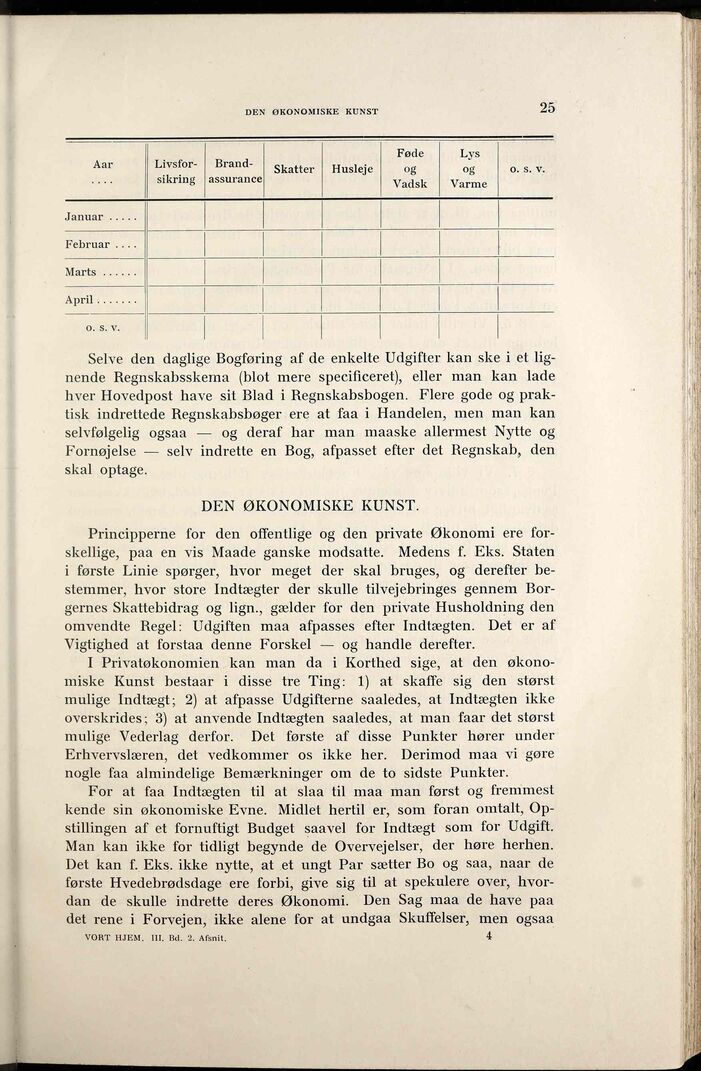 DEN ØKONOMISKE KUNST 25
Aar
....
Livsfor-
sikring
Brand-
assurance
Skatter
Husleje
Føde
og
Vadsk
Lys
og
Varme
o. s. v.
Januar .....
Februar ....
Marts ......
April .......
o. s. v.
Selve den daglige Bogføring af de enkelte Udgifter kan ske i et lig-
nende Regnskabsskema (blot mere specificeret), eller man kan lade
hver Hovedpost have sit Blad i Regnskabsbogen. Flere gode og prak-
tisk indrettede Regnskabsbøger ere at faa i Handelen, men man kan
selvfølgelig ogsaa — og deraf har man maaske allermest Nytte og
Fornøjelse — selv indrette en Bog, afpasset efter det Regnskab, den
skal optage.
DEN ØKONOMISKE KUNST.
Principperne for den offentlige og den private Økonomi ere for-
skellige, paa en vis Maade ganske modsatte. Medens f. Eks. Staten
i første Linie spørger, hvor meget der skal bruges, og derefter be-
stemmer, hvor store Indtægter der skulle tilvejebringes gennem Bor-
gernes Skattebidrag og lign., gælder for den private Husholdning den
omvendte Regel: Udgiften maa afpasses efter Indtægten. Det er af
Vigtighed at forstaa denne Forskel — og handle derefter.
I Privatøkonomien kan man da i Korthed sige, at den økono-
miske Kunst bestaar i disse tre Ting: 1) at skaffe sig den størst
mulige Indtægt; 2) at afpasse Udgifterne saaledes, at Indtægten ikke
overskrides; 3) at anvende Indtægten saaledes, at man faar det størst
mulige Vederlag derfor. Det første af disse Punkter hører under
Erhvervslæren, det vedkommer os ikke her. Derimod maa vi gøre
nogle faa almindelige Bemærkninger om de to sidste Punkter.
For at faa Indtægten til at slaa til maa man først og fremmest
kende sin økonomiske Evne. Midlet hertil er, som foran omtalt, Op-
stillingen af et fornuftigt Budget saavel for Indtægt som for Udgift.
Man kan ikke for tidligt begynde de Overvejelser, der høre herhen.
Det kan f. Eks. ikke nytte, at et ungt Par sætter Bo og saa, naar de
første Hvedebrødsdage ere forbi, give sig til at spekulere over, hvor-
dan de skulle indrette deres Økonomi. Den Sag maa de have paa
det rene i Forvejen, ikke alene for at undgaa Skuffelser, men ogsaa
VORT HJEM. III. Bd. 2. Afsnit. 4